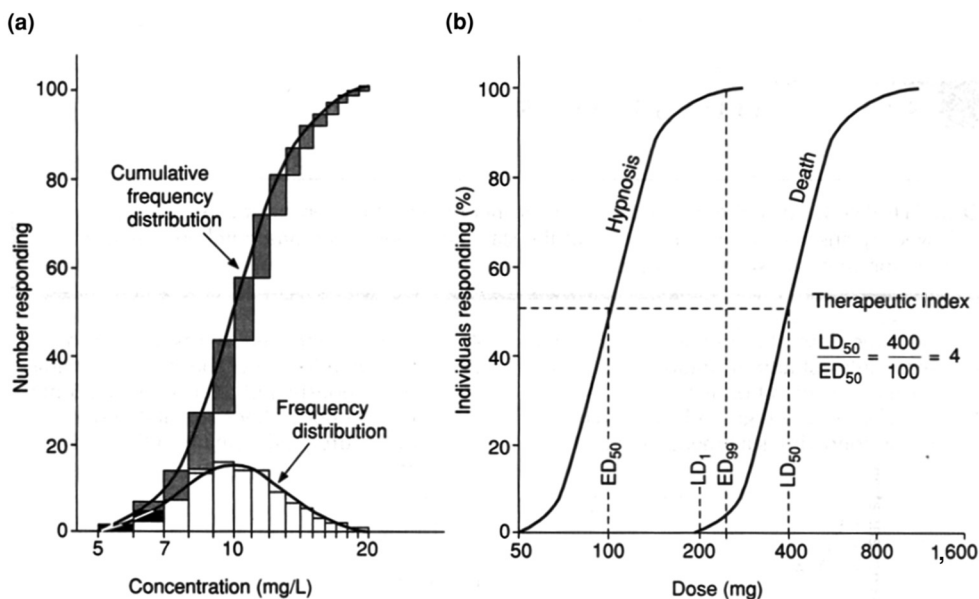 (a)
Number responding
100
80
60
40
20
0
Cumulative
frequency
distribution
Frequency
distribution
5
7
10
20
Concentration (mg/L)
(b)
Individuals responding (%)
100
80
60
40
20
0
Hypnosis
Death
Therapeutic index
LD50 / ED50 = 400 / 100 = 4
ED50
LD1
ED99
LD50
50
100
200
400
800
1,600
Dose (mg)